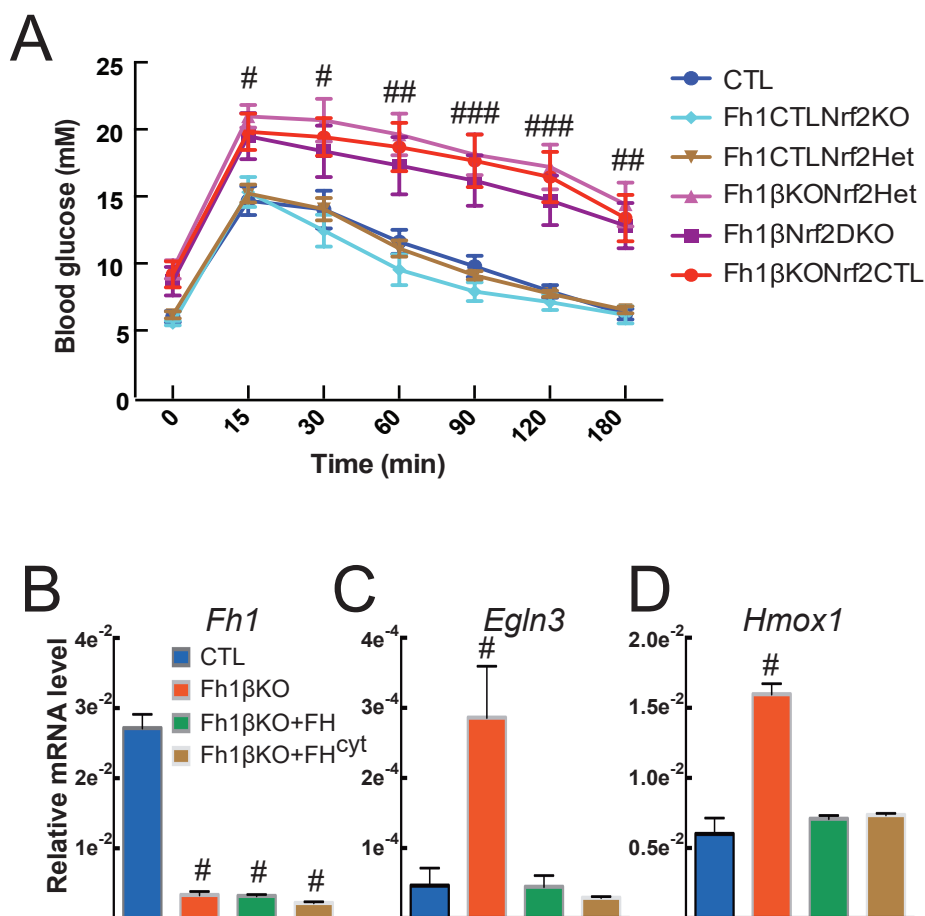 A
25
20
15
10
5
0
Blood glucose (mM)
# # ## ### ### ##
0 15 30 60 90 120 180
Time (min)
CTL
Fh1CTLNrf2KO
Fh1CTLNrf2Het
Fh1βKONrf2Het
Fh1βNrf2DKO
Fh1βKONrf2CTL
B
Fh1
Relative mRNA level
4e-2
3e-2
2e-2
1e-2
CTL
Fh1βKO
Fh1βKO+FH
Fh1βKO+FHcyt
# # #
C
Egln3
4e-4
3e-4
2e-4
1e-4
#
D
Hmox1
2.0e-2
1.5e-2
1.0e-2
0.5e-2
#